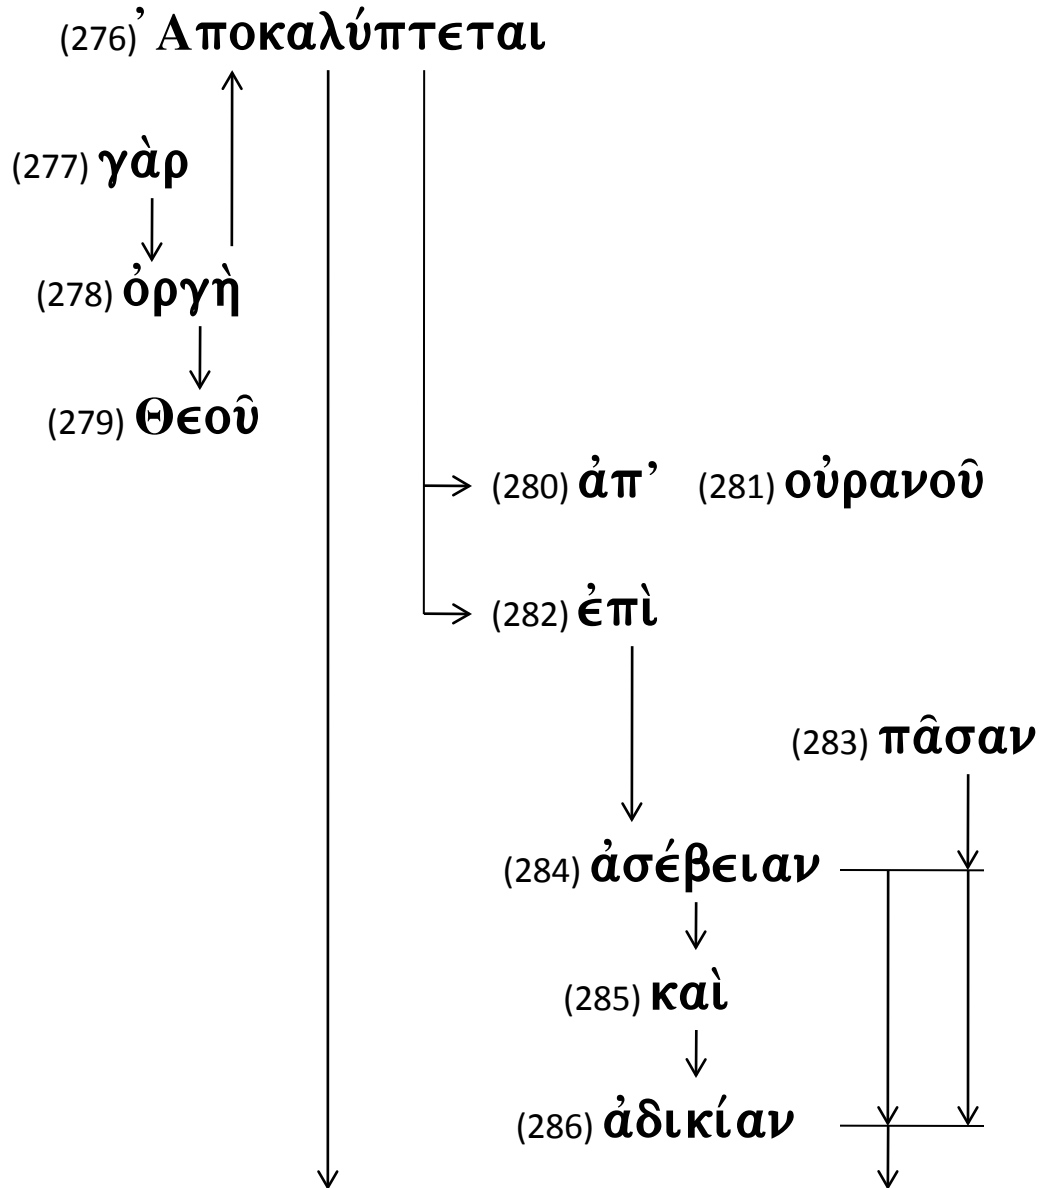 (276) ᾿Αποκαλύπτεται
(277) γὰρ
(278) ὀργὴ
(279) Θεοῦ
(280) ἀπ’ (281) οὐρανοῦ
(282) ἐπὶ
(283) πᾶσαν
(284) ἀσέβειαν
(285) καὶ
(286) ἀδικίαν